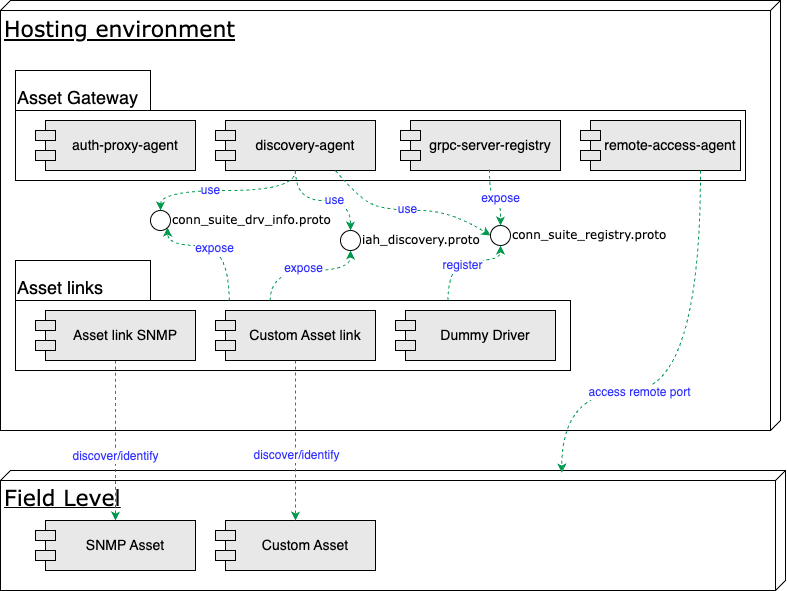 Hosting environment
Asset Gateway
auth-proxy-agent
discovery-agent
grpc-server-registry
remote-access-agent
use
use
use
expose
conn_suite_drv_info.proto
iah_discovery.proto
conn_suite_registry.proto
expose
expose
register
Asset links
Asset link SNMP
Custom Asset link
Dummy Driver
access remote port
discover/identify
discover/identify
Field Level
SNMP Asset
Custom Asset